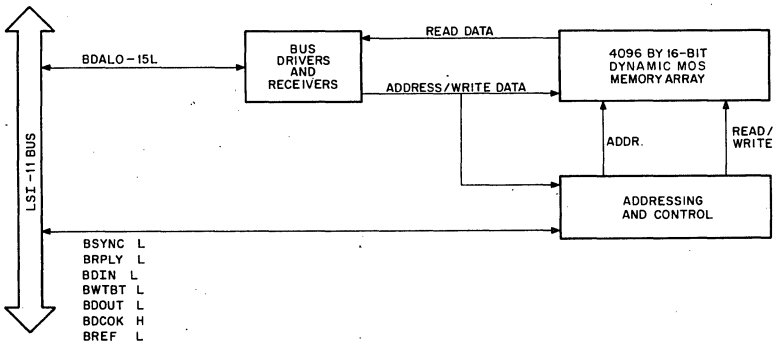 READ DATA
BUS
DRIVERS
AND
RECEIVERS
4096 BY 16-BIT
DYNAMIC MOS
MEMORY ARRAY
BDAL0-15L
ADDRESS/WRITE DATA
LSI-11 BUS
ADDR.
READ/
WRITE
ADDRESSING
AND CONTROL
BSYNC L
BRPLY L
BDIN L
BWTBT L
BDOUT L
BDCOK H
BREF L